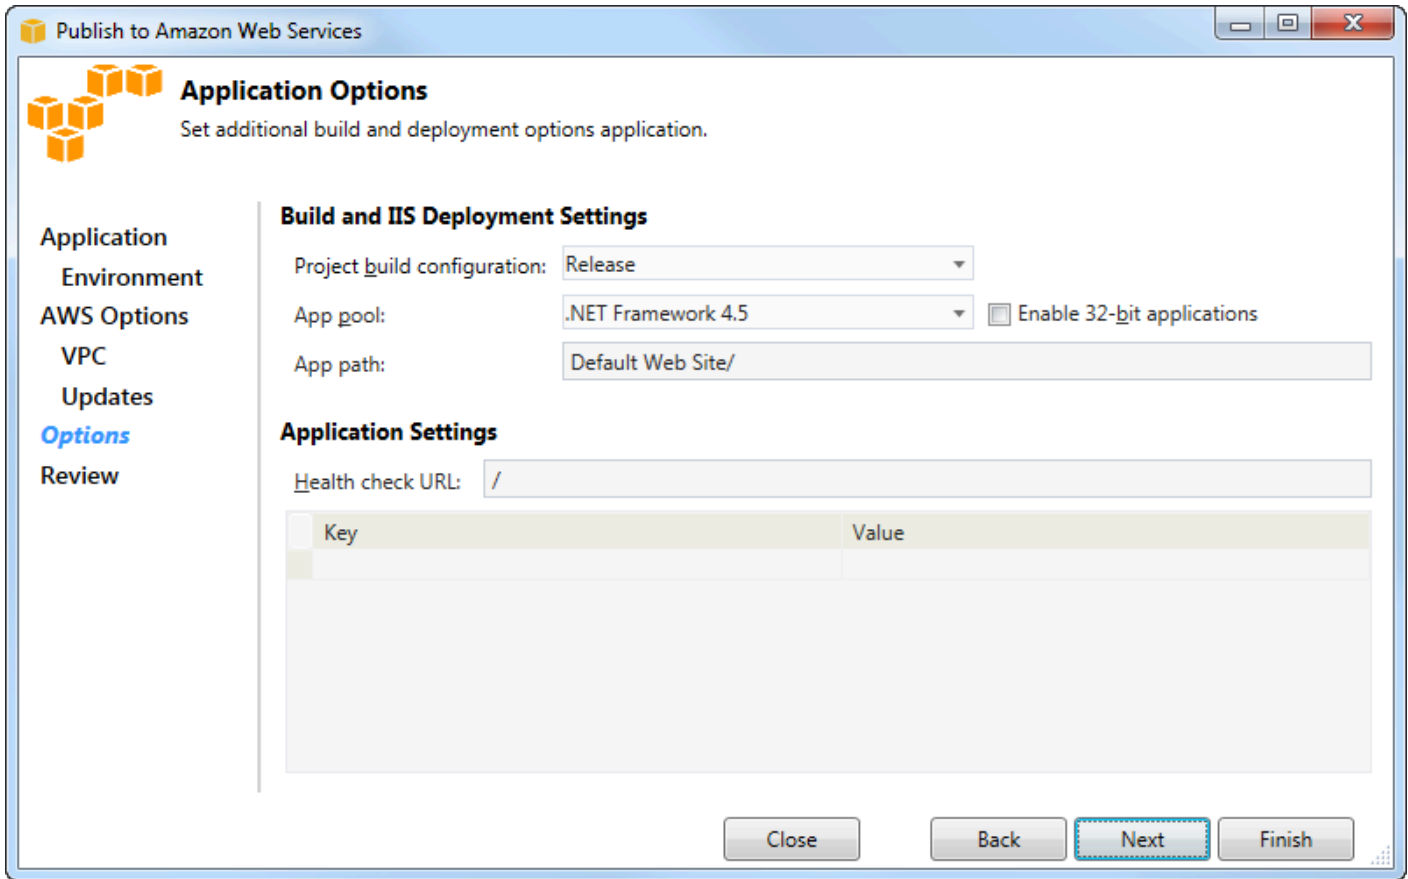 Publish to Amazon Web Services
Application Options
Set additional build and deployment options application.
Application
Environment
AWS Options
VPC
Updates
Options
Review
Build and IIS Deployment Settings
Project build configuration: Release
App pool: .NET Framework 4.5 Enable 32-bit applications
App path: Default Web Site/
Application Settings
Health check URL: /
Key Value
Close Back Next Finish